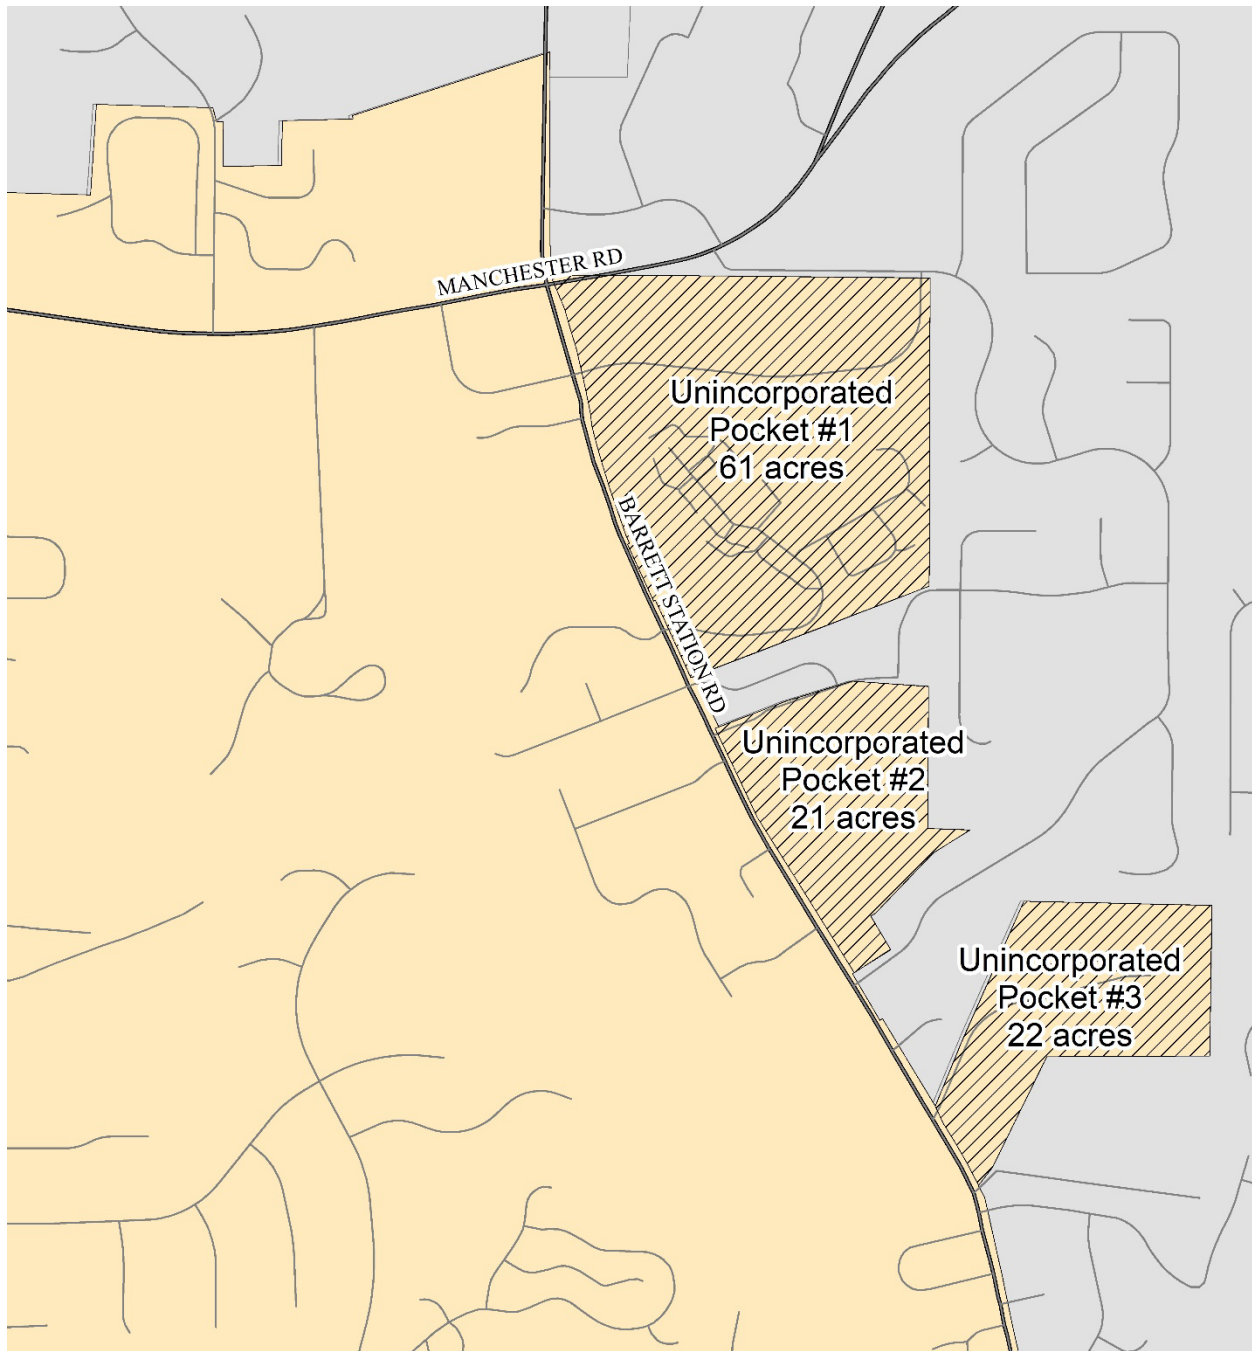 MANCHESTER RD
Unincorporated
Pocket #1
61 acres
BARRETT STATION RD
Unincorporated
Pocket #2
21 acres
Unincorporated
Pocket #3
22 acres